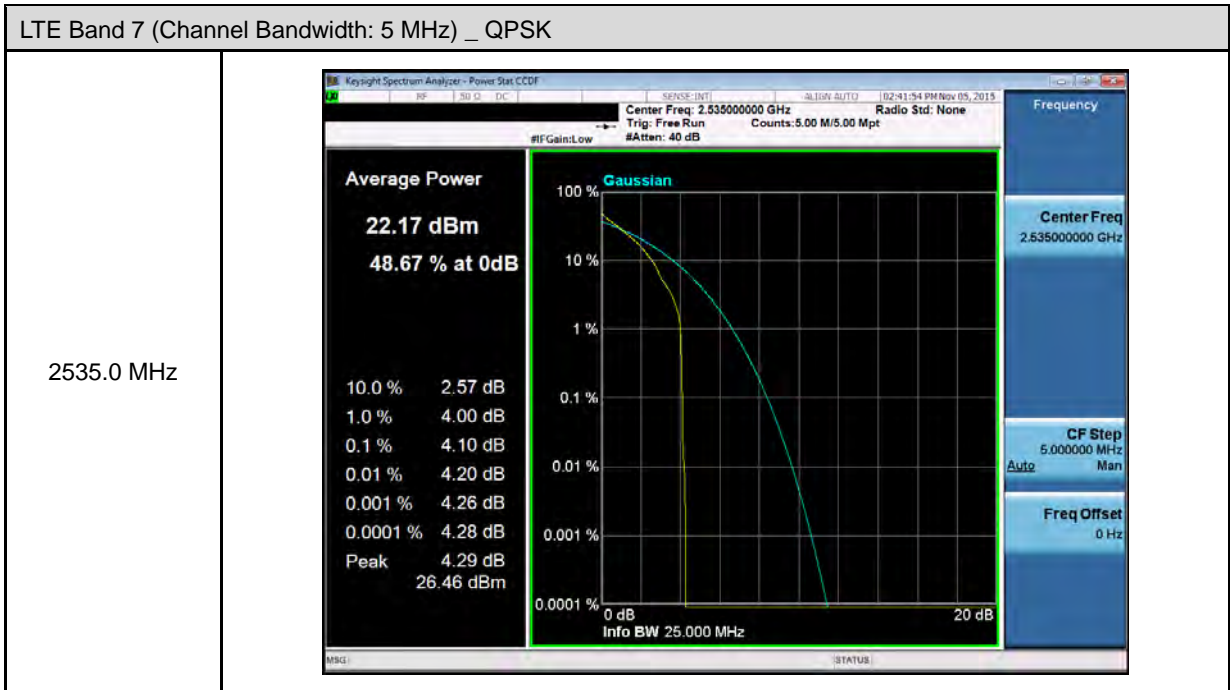 LTE Band 7 (Channel Bandwidth: 5 MHz) _ QPSK
2535.0 MHz
Keysight Spectrum Analyzer - Power Stat CCDF
RF 50 Ω DC SENSE:INT ALIGN AUTO 02:41:54 PM Nov 05, 2015
Center Freq: 2.535000000 GHz Radio Std: None
Trig: Free Run Counts:5.00 M/5.00 Mpt
#IFGain:Low #Atten: 40 dB
Average Power
22.17 dBm
48.67 % at 0dB
10.0 % 2.57 dB
1.0 % 4.00 dB
0.1 % 4.10 dB
0.01 % 4.20 dB
0.001 % 4.26 dB
0.0001 % 4.28 dB
Peak 4.29 dB
26.46 dBm
Gaussian
100 %
10 %
1 %
0.1 %
0.01 %
0.001 %
0.0001 %
0 dB 20 dB
Info BW 25.000 MHz
Frequency
Center Freq
2.535000000 GHz
CF Step
5.000000 MHz
Auto Man
Freq Offset
0 Hz
MSG STATUS